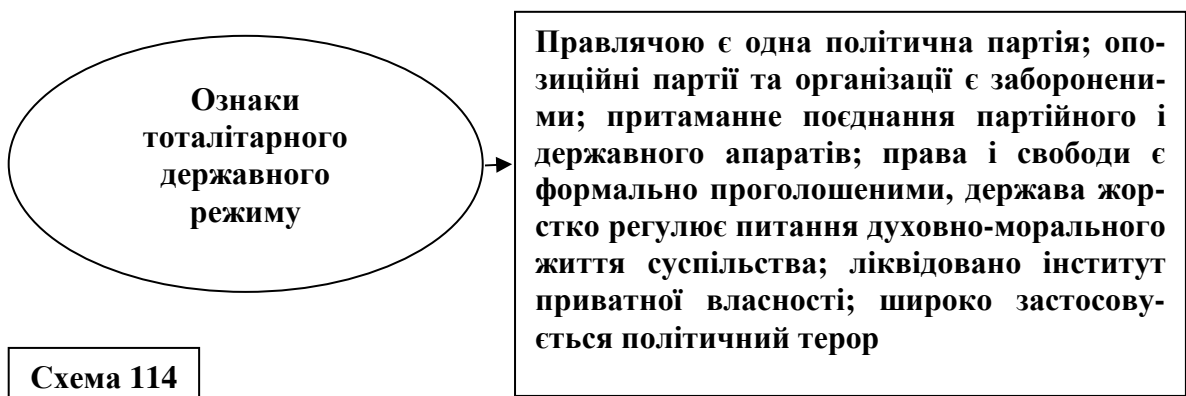 Ознаки
тоталітарного
державного
режиму
Правлячою є одна політична партія; опо-
зиційні партії та організації є заборонени-
ми; притаманне поєднання партійного і
державного апаратів; права і свободи є
формально проголошеними, держава жор-
стко регулює питання духовно-морального
життя суспільства; ліквідовано інститут
приватної власності; широко застосову-
ється політичний терор
Схема 114